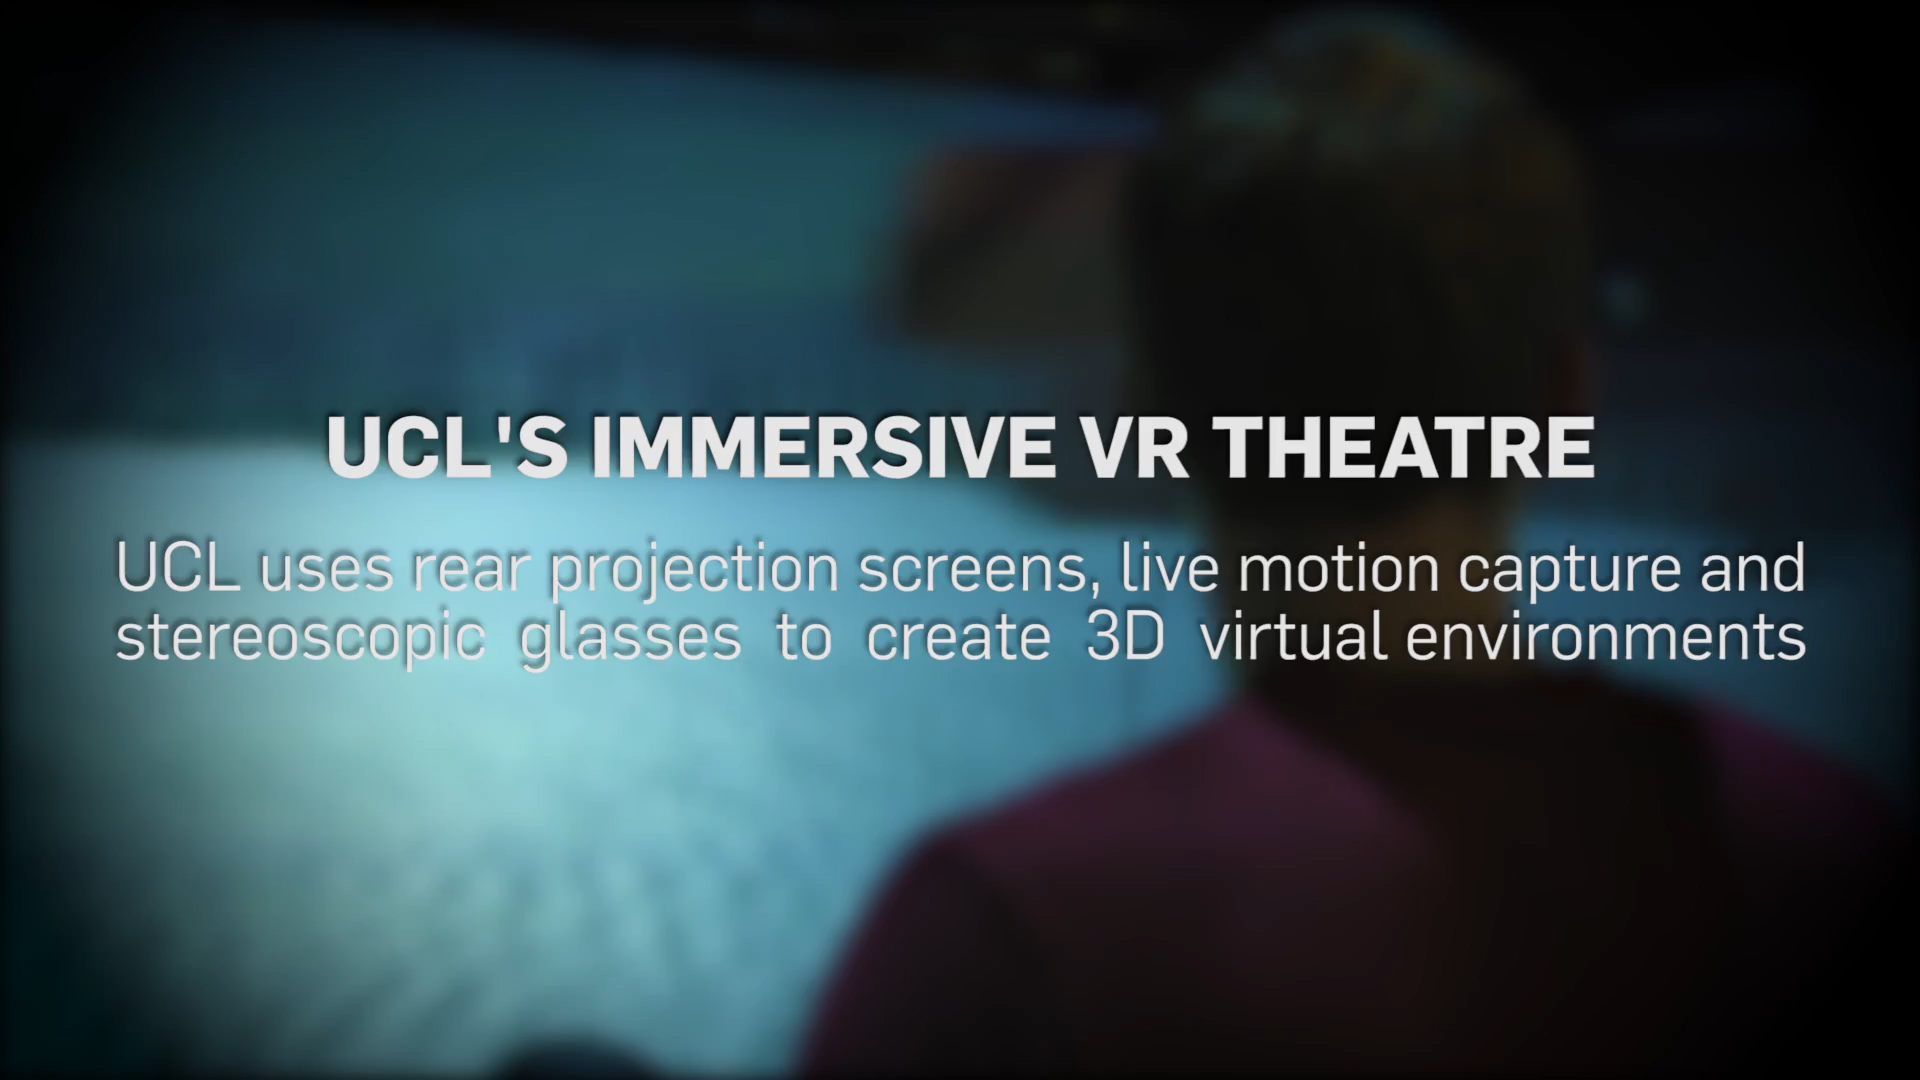 UCL'S IMMERSIVE VR THEATRE
UCL uses rear projection screens, live motion capture and
stereoscopic glasses to create 3D virtual environments